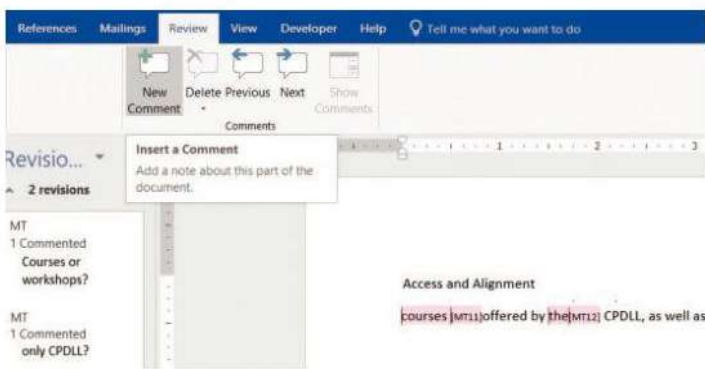 References Mailings Review View Developer Help Tell me what you want to do
New Comment
Delete
Previous
Next
Show Comments
Comments
Insert a Comment
Add a note about this part of the
document.
Revisio...
2 revisions
MT
1 Commented
Courses or
workshops?
MT
1 Commented
only CPDLL?
1 2 3
Access and Alignment
courses [MT11]offered by the[MT12] CPDLL, as well as